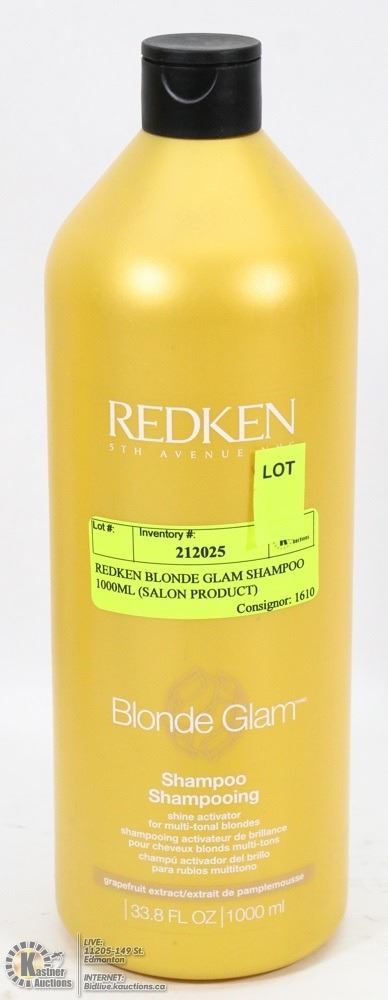 REDKEN
5TH AVENUE NYC
LOT
Lot #:
Inventory #:
212025
auctions
REDKEN BLONDE GLAM SHAMPOO
1000ML (SALON PRODUCT)
Consignor: 1610
Blonde Glam
Shampoo
Shampooing
shine activator
for multi-tonal blondes
shampooing activateur de brillance
pour cheveux blonds multi-tons
champú activador del brillo
para rubios multitono
grapefruit extract/extrait de pamplemousse
33.8 FL OZ | 1000 ml
Kastner
Auctions
LIVE:
11205-149 St.
Edmonton
INTERNET:
Bidlive.kauctions.ca